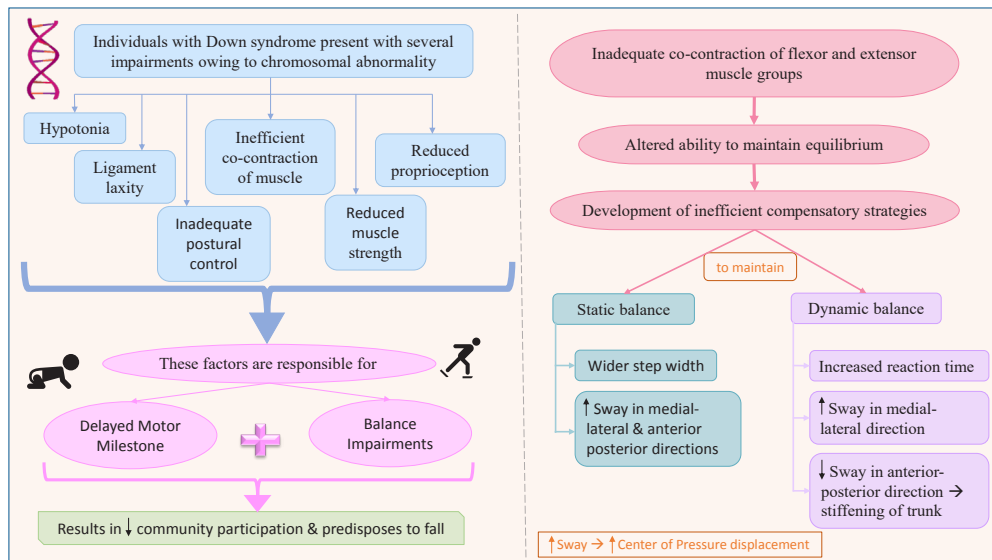 Individuals with Down syndrome present with several
impairments owing to chromosomal abnormality
Hypotonia
Ligament
laxity
Inadequate
postural
control
Inefficient
co-contraction of
muscle
Reduced
muscle
strength
Reduced
proprioception
These factors are responsible for
Delayed Motor
Milestone
Balance
Impairments
Results in ↓ community participation & predisposes to fall
Inadequate co-contraction of flexor and extensor
muscle groups
Altered ability to maintain equilibrium
Development of inefficient compensatory strategies
to maintain
Static balance
Wider step width
↑ Sway in medial-
lateral & anterior
posterior directions
Dynamic balance
Increased reaction time
↑ Sway in medial-
lateral direction
↓ Sway in anterior-
posterior direction →
stiffening of trunk
↑ Sway → ↑ Center of Pressure displacement